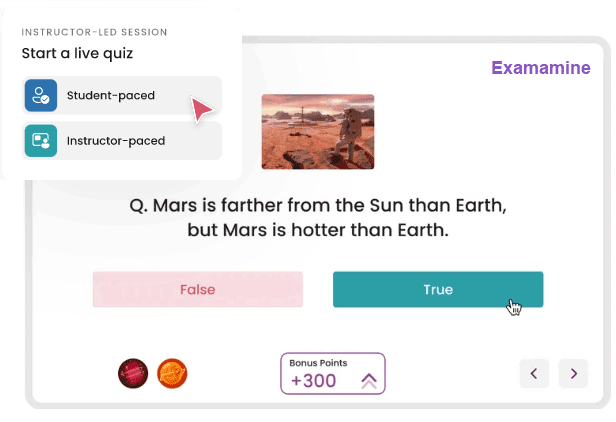 INSTRUCTOR-LED SESSION
Start a live quiz
Student-paced
Instructor-paced
Examamine
Q. Mars is farther from the Sun than Earth,
but Mars is hotter than Earth.
False
True
Bonus Points
+300